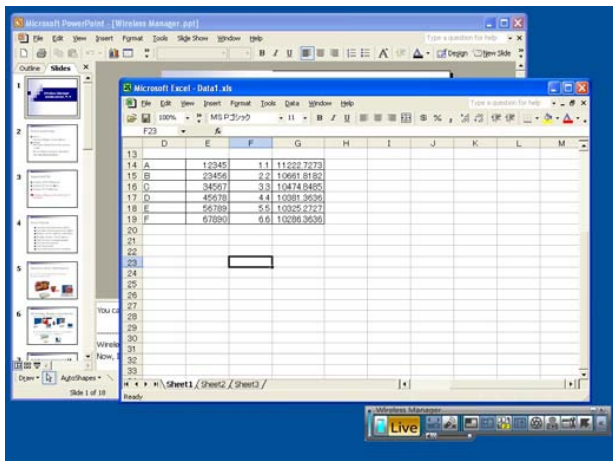 Microsoft PowerPoint - [Wireless Manager.ppt]
File Edit View Insert Format Tools Slide Show Window Help
Type a question for help
Design
New Slide
Outline Slides
1
2
3
4
5
6
Draw
AutoShapes
Slide 1 of 18
You ca
Now, I
Microsoft Excel - Data1.xls
File Edit View Insert Format Tools Data Window Help
Type a question for help
100%
MS Pゴシック
11
B I U
F23
fx
D E F G H I J K L M
13
14 A 12345 1.1 11222.7273
15 B 23456 2.2 10661.8182
16 C 34567 3.3 10474.8485
17 D 45678 4.4 10381.3636
18 E 56789 5.5 10325.2727
19 F 67890 6.6 10286.3636
20
21
22
23
24
25
26
27
28
29
30
31
32
33
Sheet1 Sheet2 Sheet3
Ready
Wireless Manager
Live